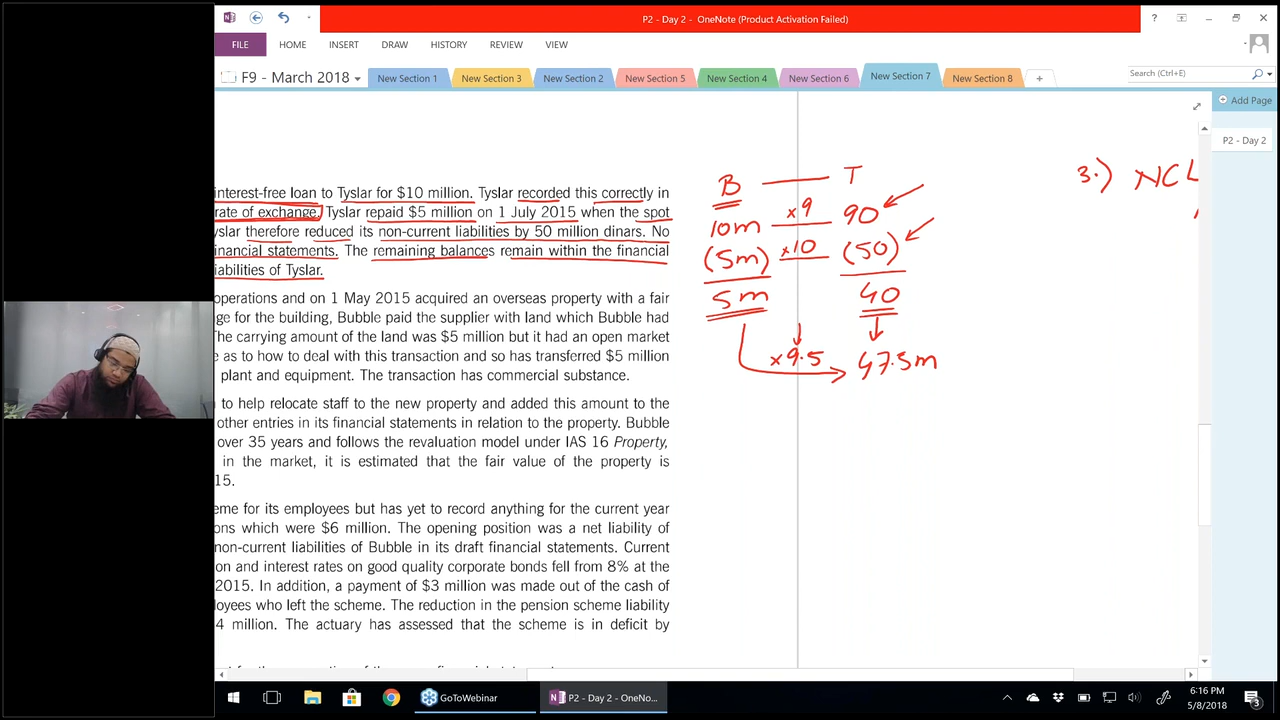 P2 - Day 2 - OneNote (Product Activation Failed)
FILE HOME INSERT DRAW HISTORY REVIEW VIEW
F9 - March 2018 New Section 1 New Section 3 New Section 2 New Section 5 New Section 4 New Section 6 New Section 7 New Section 8 Search (Ctrl+E)
Add Page
P2 - Day 2
interest-free loan to Tyslar for $10 million. Tyslar recorded this correctly in
rate of exchange. Tyslar repaid $5 million on 1 July 2015 when the spot
yslar therefore reduced its non-current liabilities by 50 million dinars. No
inancial statements. The remaining balances remain within the financial
iabilities of Tyslar.
operations and on 1 May 2015 acquired an overseas property with a fair
nge for the building, Bubble paid the supplier with land which Bubble had
The carrying amount of the land was $5 million but it had an open market
e as to how to deal with this transaction and so has transferred $5 million
plant and equipment. The transaction has commercial substance.
n to help relocate staff to the new property and added this amount to the
other entries in its financial statements in relation to the property. Bubble
over 35 years and follows the revaluation model under IAS 16 Property,
in the market, it is estimated that the fair value of the property is
15.
eme for its employees but has yet to record anything for the current year
ons which were $6 million. The opening position was a net liability of
non-current liabilities of Bubble in its draft financial statements. Current
on and interest rates on good quality corporate bonds fell from 8% at the
2015. In addition, a payment of $3 million was made out of the cash of
loyees who left the scheme. The reduction in the pension scheme liability
4 million. The actuary has assessed that the scheme is in deficit by
B T
10m x9 90
(5m) x10 (50)
5m 40
x9.5 47.5m
3.) NCL
GoToWebinar P2 - Day 2 - OneNo...
6:16 PM
5/8/2018
3